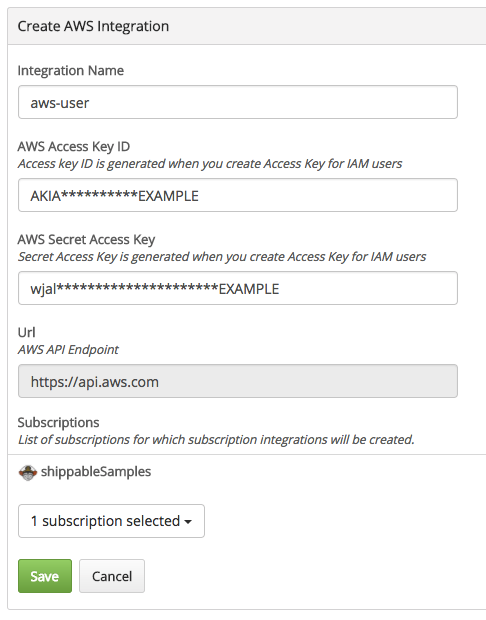 Create AWS Integration
Integration Name
aws-user
AWS Access Key ID
Access key ID is generated when you create Access Key for IAM users
AKIA**********EXAMPLE
AWS Secret Access Key
Secret Access Key is generated when you create Access Key for IAM users
wjal*********************EXAMPLE
Url
AWS API Endpoint
https://api.aws.com
Subscriptions
List of subscriptions for which subscription integrations will be created.
shippableSamples
1 subscription selected
Save Cancel